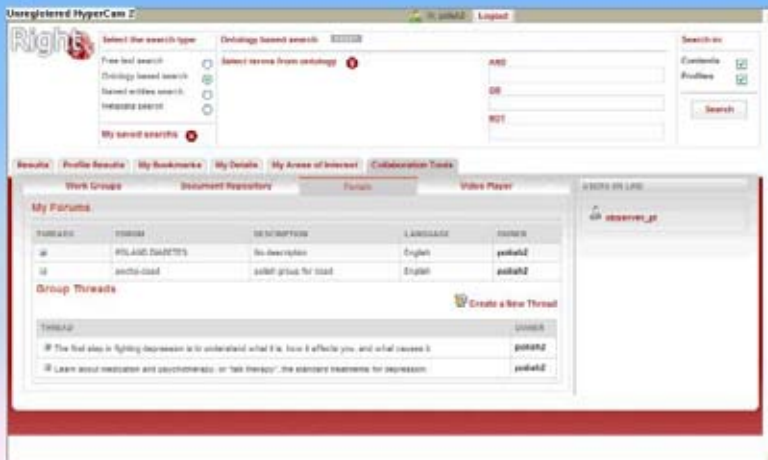 Unregistered HyperCam 2
Hi, Logout
Right
Select the search type
Free text search
Ontology based search
Named entities search
Metadata search
My saved searchs
Ontology based search
Select terms from ontology
AND
OR
NOT
Search in:
Contents
Profiles
Search
Results Profile Results My Bookmarks My Details My Areas of Interest Collaboration Tools
Work Groups Document Repository Forum Video Player
USERS ON LINE
observer_pl
My Forums
THREADS FORUM DESCRIPTION LANGUAGE OWNER
POLAND DIABETES No description English
English
Group Threads
Create a New Thread
THREAD OWNER
The first step in fighting depression is to understand what it is, how it affects you, and what causes it
Learn about medication and psychotherapy, or "talk therapy", the standard treatments for depression